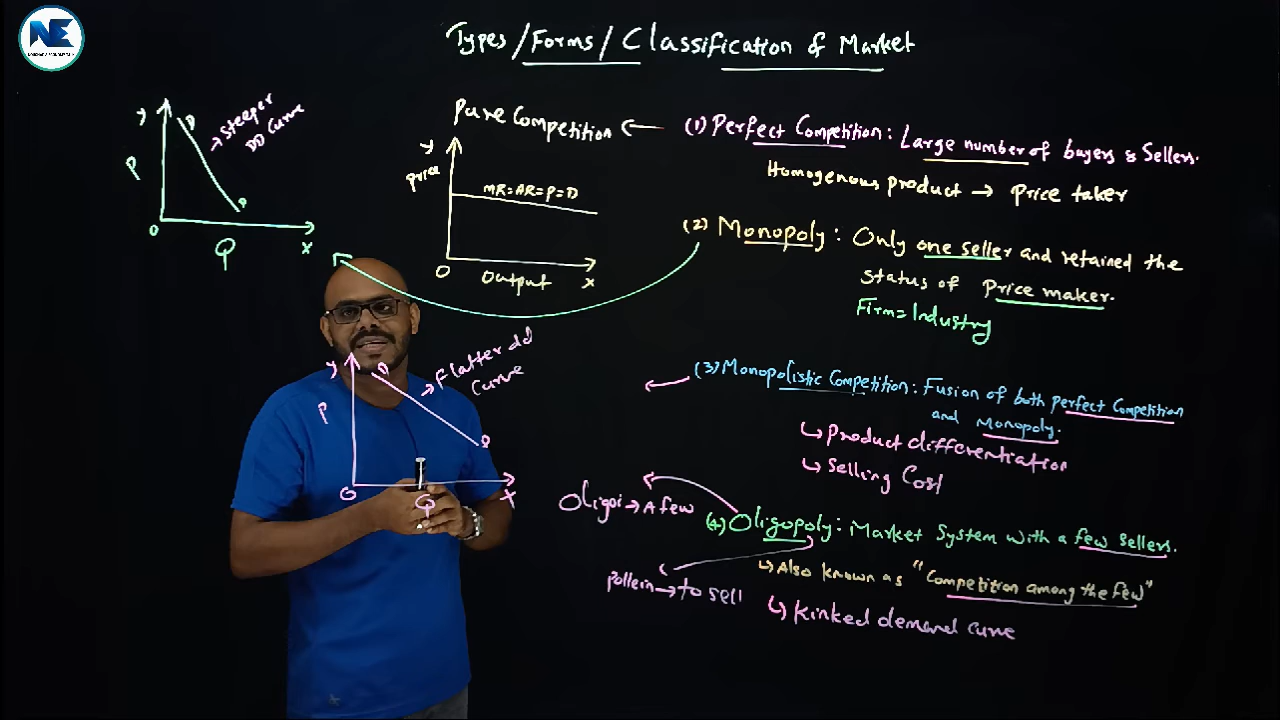 NE
Types/Forms/Classification of Market
Y
P
O
Q
X
D
D
→ Steeper
DD Curve
Pure Competition ←
Y
Price
MR=AR=P=D
O
Output
X
(1) Perfect Competition: Large number of buyers & Sellers.
Homogenous product → Price taker
(2) Monopoly: Only one seller and retained the
status of Price maker.
Firm=Industry
Y
P
O
Q
X
D
D
→ Flatter dd
Curve
(3) Monopolistic Competition: Fusion of both Perfect Competition
and Monopoly.
↳ Product differentiation
↳ Selling Cost
Oligoi → A few
(4) Oligopoly: Market System with a few Sellers.
↳ Also known as "Competition among the few"
Pollein → to sell
↳ Kinked demand curve